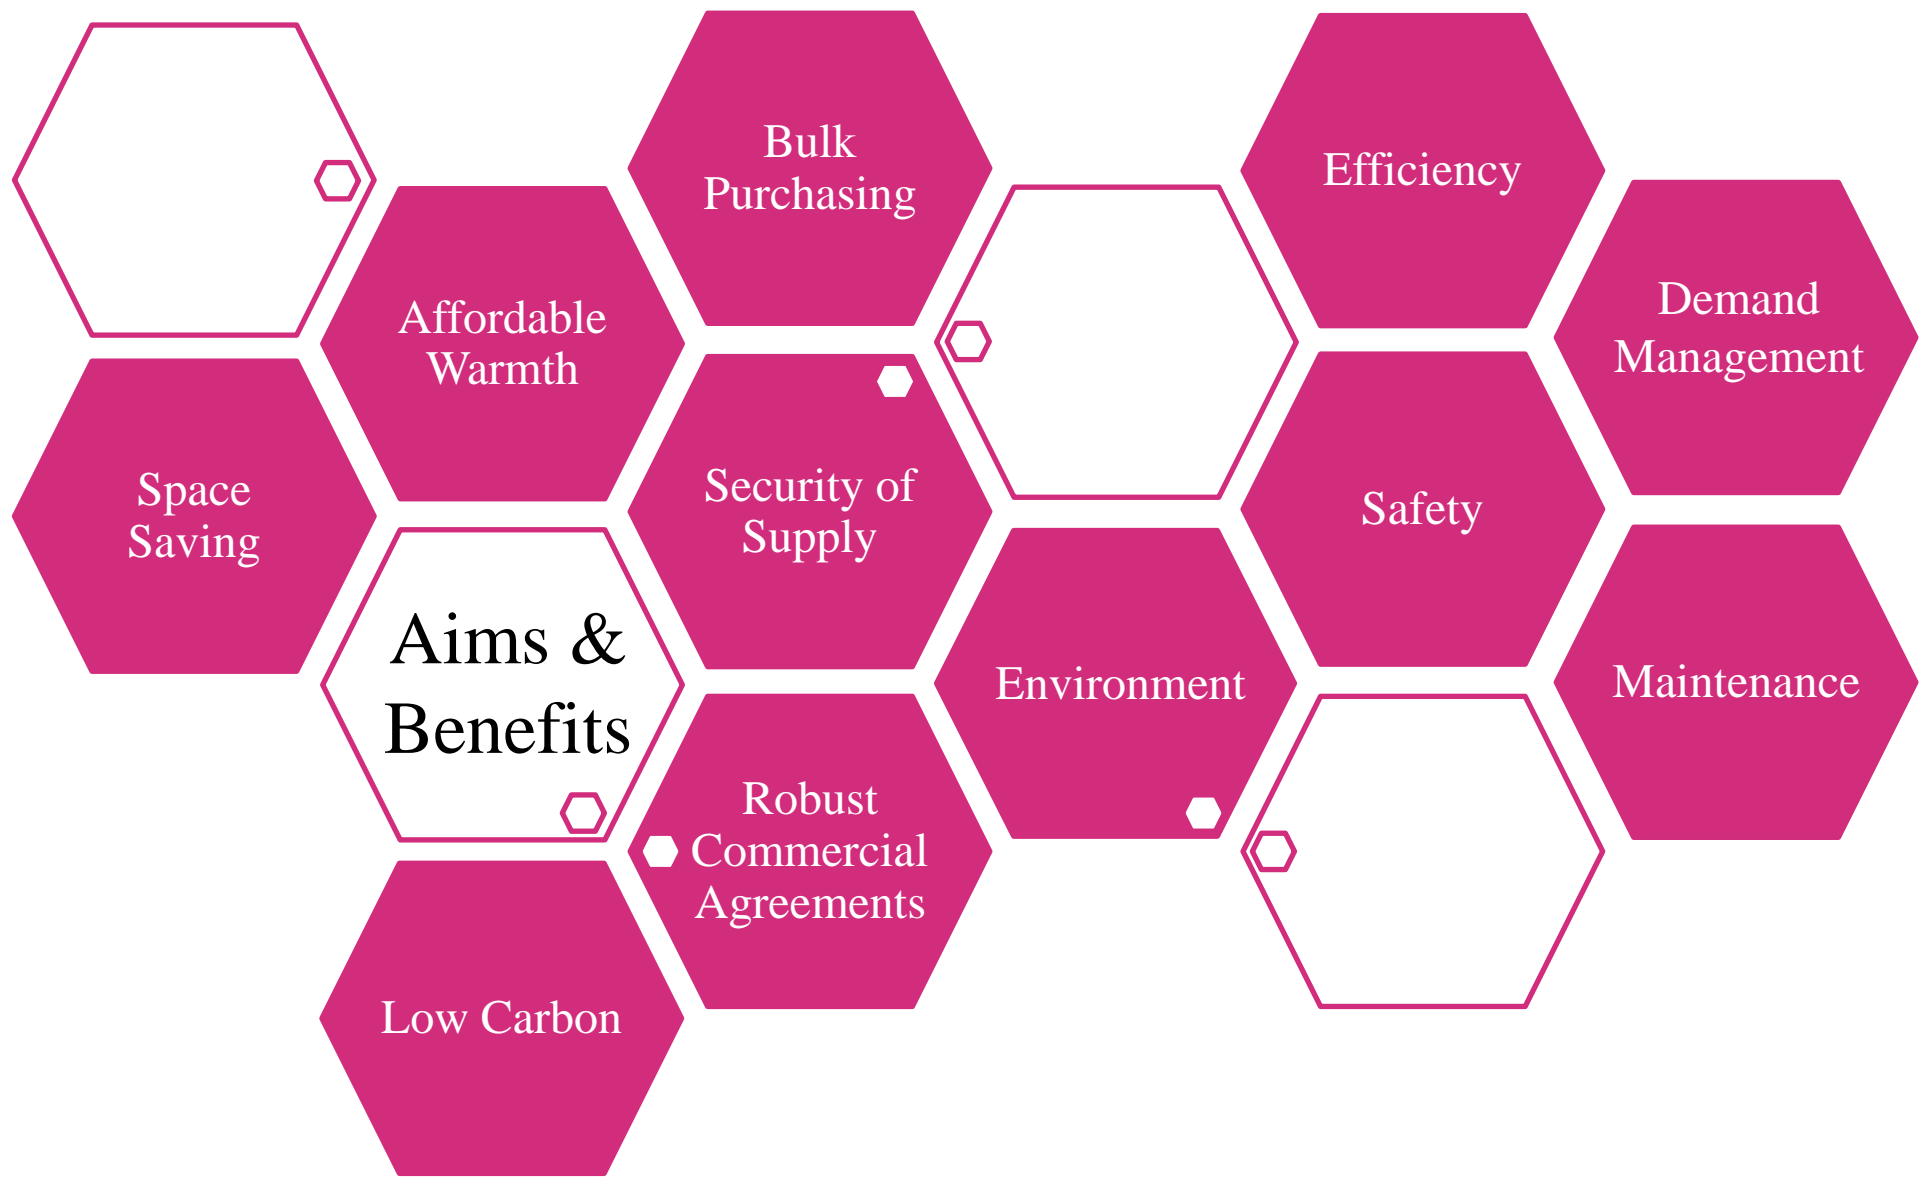 Bulk
Purchasing
Efficiency
Affordable
Warmth
Demand
Management
Space
Saving
Security of
Supply
Safety
Aims &
Benefits
Environment
Maintenance
Robust
Commercial
Agreements
Low Carbon